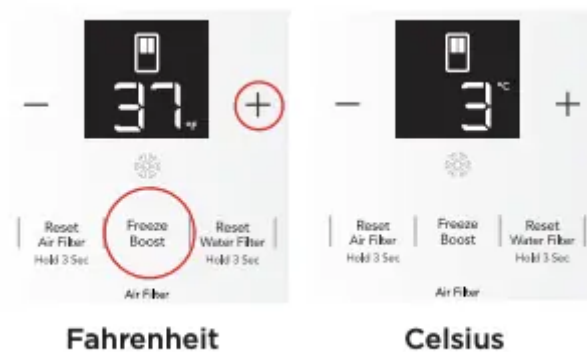 37 °F
- +
Reset
Air Filter
Hold 3 Sec
Freeze
Boost
Reset
Water Filter
Hold 3 Sec
Air Filter
Fahrenheit
3 °C
- +
Reset
Air Filter
Hold 3 Sec
Freeze
Boost
Reset
Water Filter
Hold 3 Sec
Air Filter
Celsius